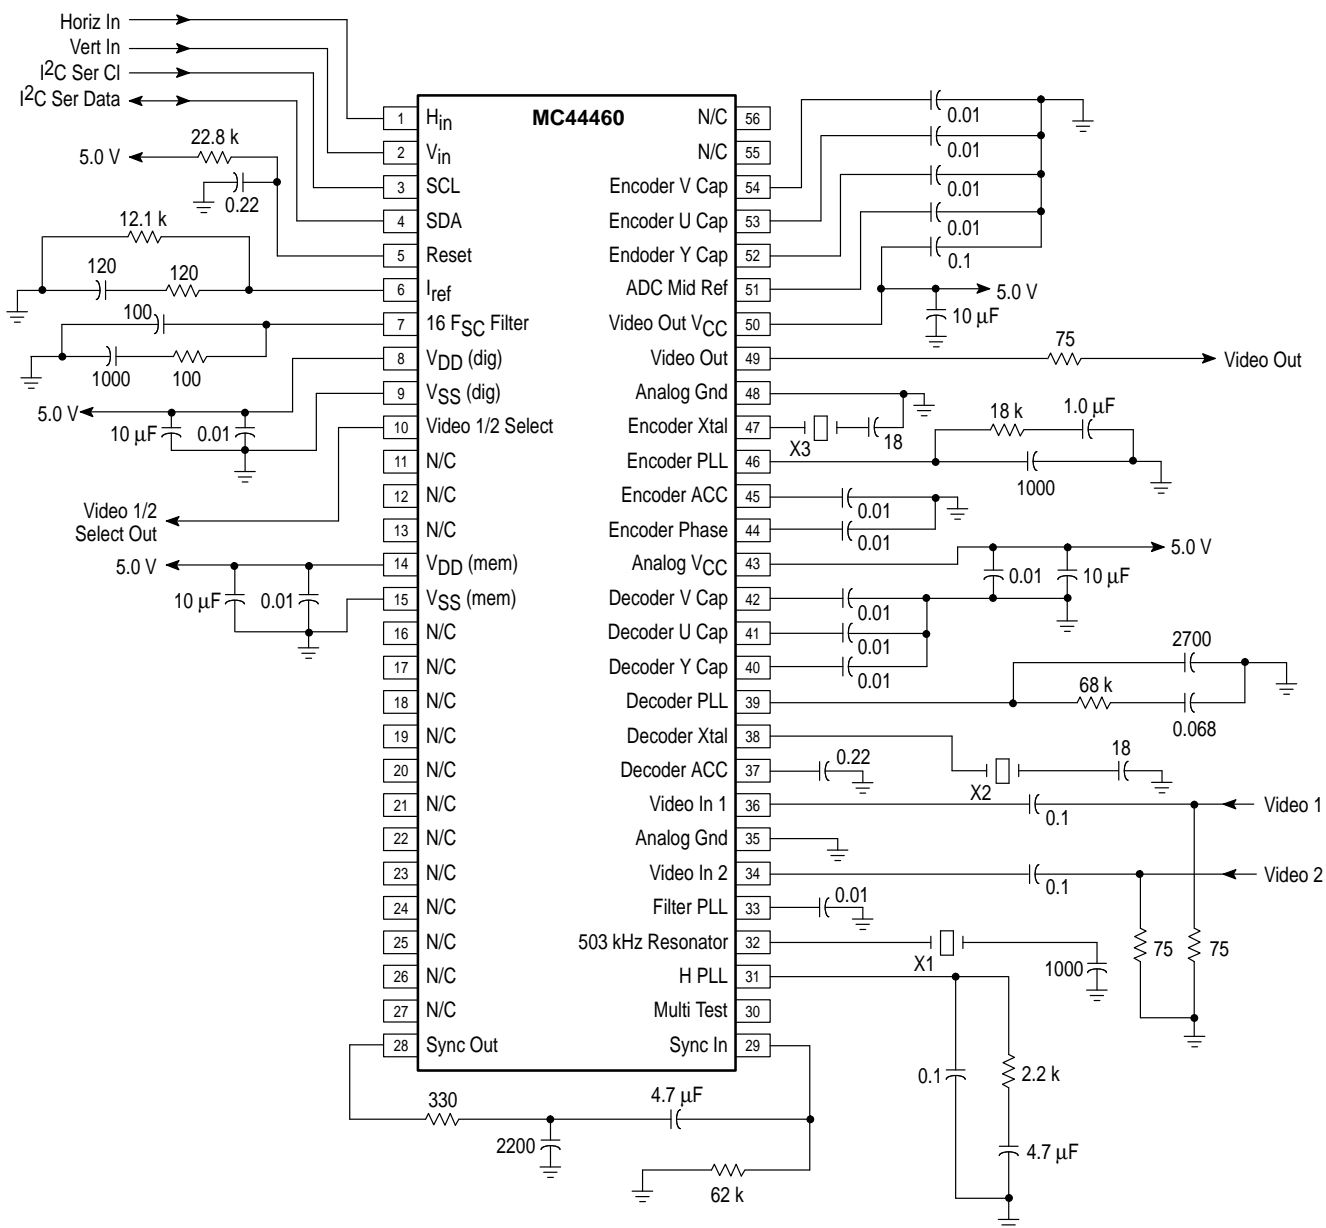 Horiz In
Vert In
I2C Ser Cl
I2C Ser Data
22.8 k
5.0 V
0.22
12.1 k
120
120
100
1000
100
5.0 V
10 µF
0.01
Video 1/2
Select Out
5.0 V
10 µF
0.01
MC44460
1 Hin
2 Vin
3 SCL
4 SDA
5 Reset
6 Iref
7 16 FSC Filter
8 VDD (dig)
9 VSS (dig)
10 Video 1/2 Select
11 N/C
12 N/C
13 N/C
14 VDD (mem)
15 VSS (mem)
16 N/C
17 N/C
18 N/C
19 N/C
20 N/C
21 N/C
22 N/C
23 N/C
24 N/C
25 N/C
26 N/C
27 N/C
28 Sync Out
N/C 56
N/C 55
Encoder V Cap 54
Encoder U Cap 53
Endoder Y Cap 52
ADC Mid Ref 51
Video Out VCC 50
Video Out 49
Analog Gnd 48
Encoder Xtal 47
Encoder PLL 46
Encoder ACC 45
Encoder Phase 44
Analog VCC 43
Decoder V Cap 42
Decoder U Cap 41
Decoder Y Cap 40
Decoder PLL 39
Decoder Xtal 38
Decoder ACC 37
Video In 1 36
Analog Gnd 35
Video In 2 34
Filter PLL 33
503 kHz Resonator 32
H PLL 31
Multi Test 30
Sync In 29
0.01
0.01
0.01
0.01
0.1
5.0 V
10 µF
75
Video Out
X3
18
18 k
1.0 µF
1000
0.01
0.01
5.0 V
0.01
10 µF
0.01
0.01
0.01
2700
68 k
0.068
X2
18
0.22
0.1
Video 1
0.1
Video 2
0.01
75
75
X1
1000
0.1
2.2 k
4.7 µF
330
4.7 µF
2200
62 k